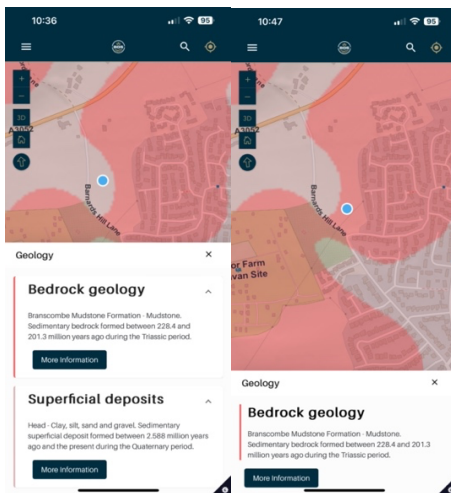 10:36
95
A3052
Barnards Hill Lane
Geology
Bedrock geology
Branscombe Mudstone Formation - Mudstone.
Sedimentary bedrock formed between 228.4 and
201.3 million years ago during the Triassic period.
More Information
Superficial deposits
Head - Clay, silt, sand and gravel. Sedimentary
superficial deposit formed between 2.588 million years
ago and the present during the Quaternary period.
More Information
10:47
95
3D
Barnards Hill Lane
or Farm
van Site
Geology
Bedrock geology
Branscombe Mudstone Formation - Mudstone.
Sedimentary bedrock formed between 228.4 and 201.3
million years ago during the Triassic period.
More Information